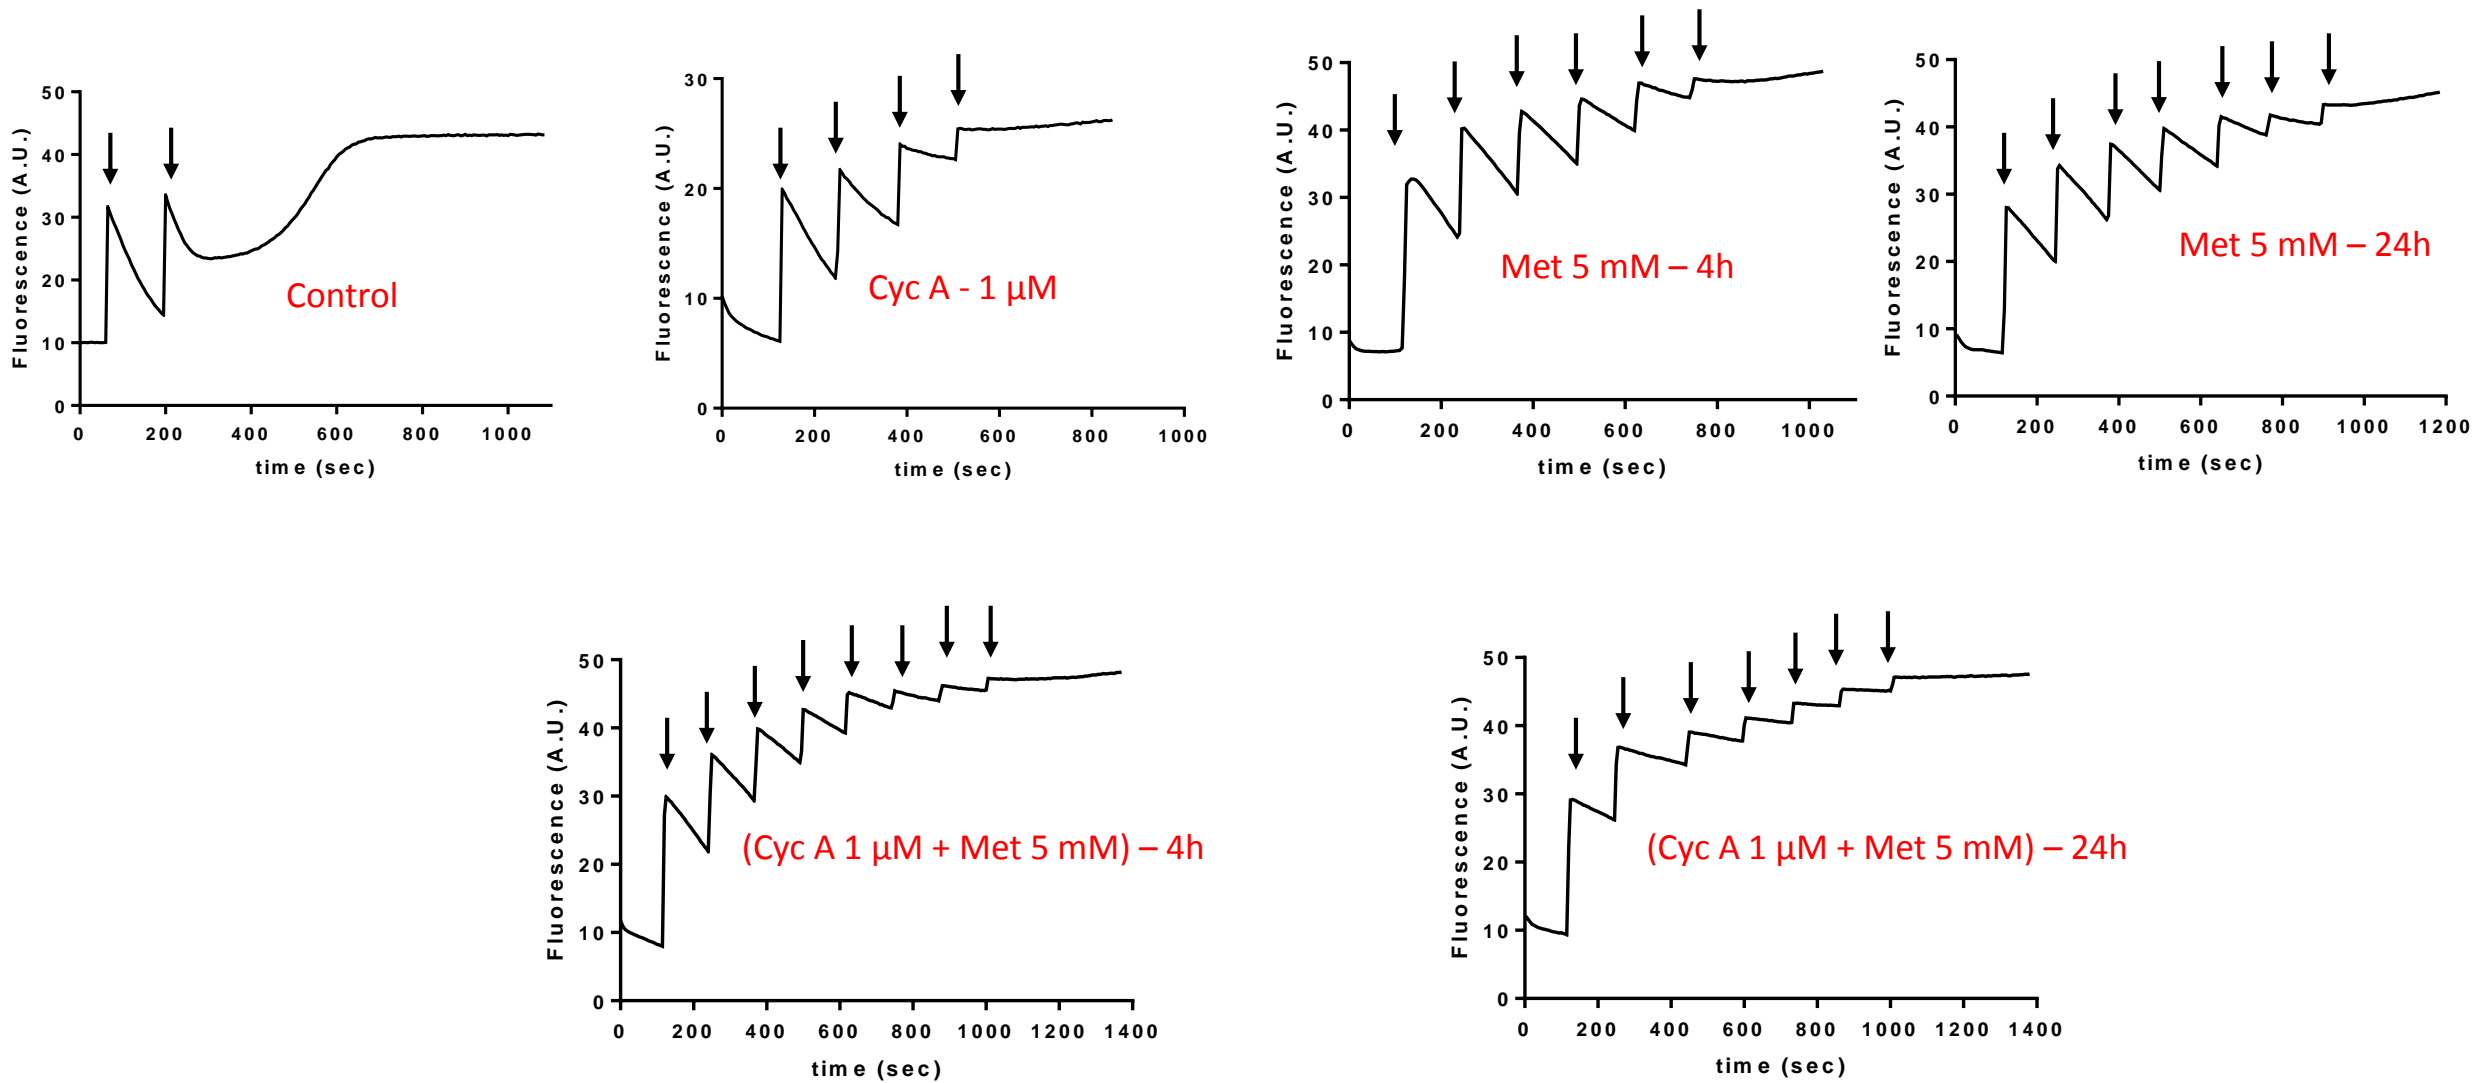 50
40
30
20
10
0
Fluorescence (A.U.)
Control
0 200 400 600 800 1000
time (sec)
30
20
10
0
Fluorescence (A.U.)
Cyc A - 1 µM
0 200 400 600 800 1000
time (sec)
50
40
30
20
10
0
Fluorescence (A.U.)
Met 5 mM – 4h
0 200 400 600 800 1000
time (sec)
50
40
30
20
10
0
Fluorescence (A.U.)
Met 5 mM – 24h
0 200 400 600 800 1000 1200
time (sec)
50
40
30
20
10
0
Fluorescence (A.U.)
(Cyc A 1 µM + Met 5 mM) – 4h
0 200 400 600 800 1000 1200 1400
time (sec)
50
40
30
20
10
0
Fluorescence (A.U.)
(Cyc A 1 µM + Met 5 mM) – 24h
0 200 400 600 800 1000 1200 1400
time (sec)